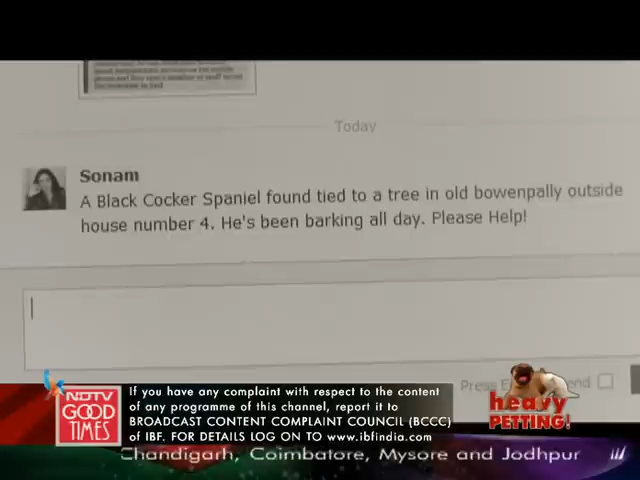 Today
Sonam
A Black Cocker Spaniel found tied to a tree in old bowenpally outside
house number 4. He's been barking all day. Please Help!
Press
end
NDTV
GOOD
TIMES
If you have any complaint with respect to the content
of any programme of this channel, report it to
BROADCAST CONTENT COMPLAINT COUNCIL (BCCC)
of IBF. FOR DETAILS LOG ON TO www.ibfindia.com
heavy
PETTING!
Chandigarh, Coimbatore, Mysore and Jodhpur